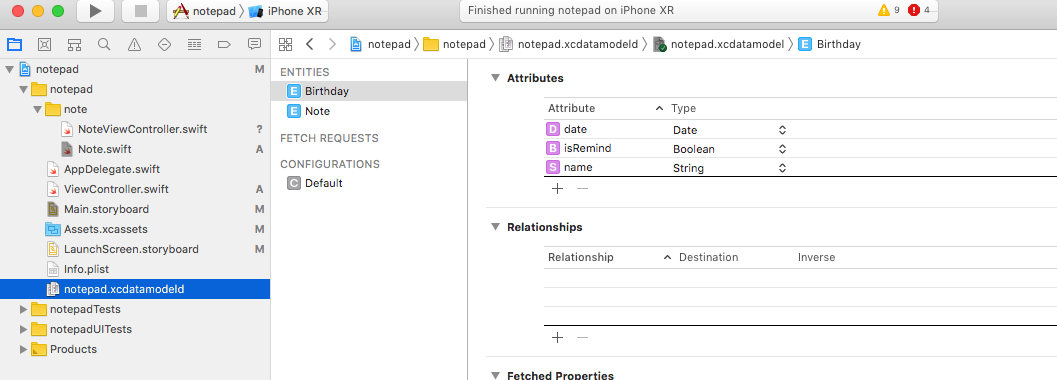 notepad iPhone XR
Finished running notepad on iPhone XR
9 4
notepad notepad notepad.xcdatamodeld notepad.xcdatamodel E Birthday
notepad M
notepad
note
NoteViewController.swift ?
Note.swift A
AppDelegate.swift
ViewController.swift A
Main.storyboard M
Assets.xcassets M
LaunchScreen.storyboard M
Info.plist
notepad.xcdatamodeld
notepadTests
notepadUITests
Products
ENTITIES
E Birthday
E Note
FETCH REQUESTS
CONFIGURATIONS
C Default
Attributes
Attribute Type
D date Date
B isRemind Boolean
S name String
+ −
Relationships
Relationship Destination Inverse
+ −
Fetched Properties